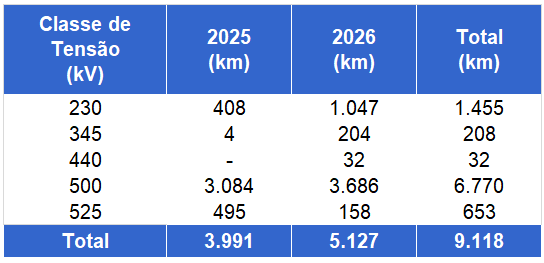 Classe de Tensão (kV) 2025 (km) 2026 (km) Total (km)
230 408 1.047 1.455
345 4 204 208
440 - 32 32
500 3.084 3.686 6.770
525 495 158 653
Total 3.991 5.127 9.118